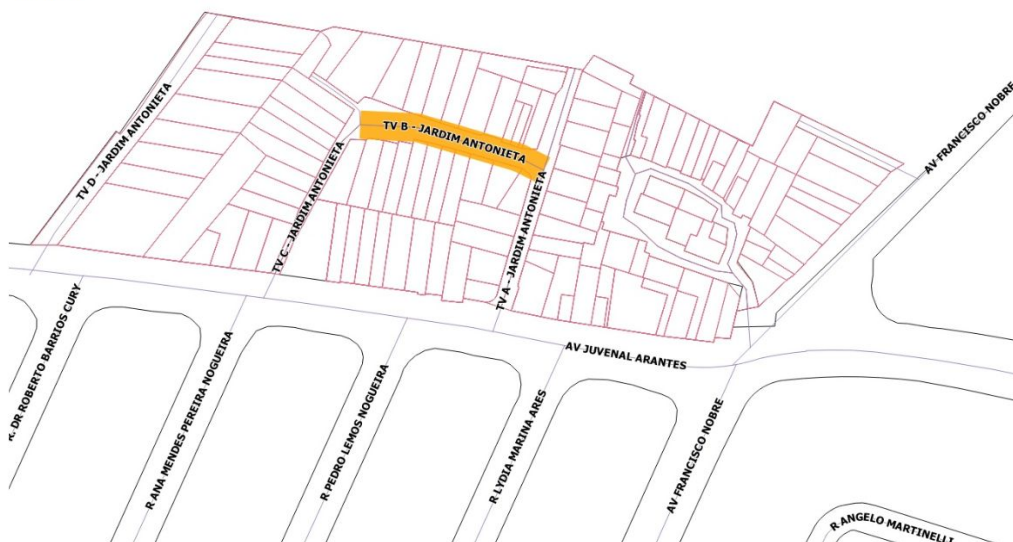 TV D - JARDIM ANTONIETA
TV B - JARDIM ANTONIETA
AV FRANCISCO NOBRE
TV C - JARDIM ANTONIETA
TV A - JARDIM ANTONIETA
AV JUVENAL ARANTES
R. DR ROBERTO BARRIOS CURY
R ANA MENDES PEREIRA NOGUEIRA
R PEDRO LEMOS NOGUEIRA
R LYDIA MARINA ARES
AV FRANCISCO NOBRE
R ANGELO MARTINELLI